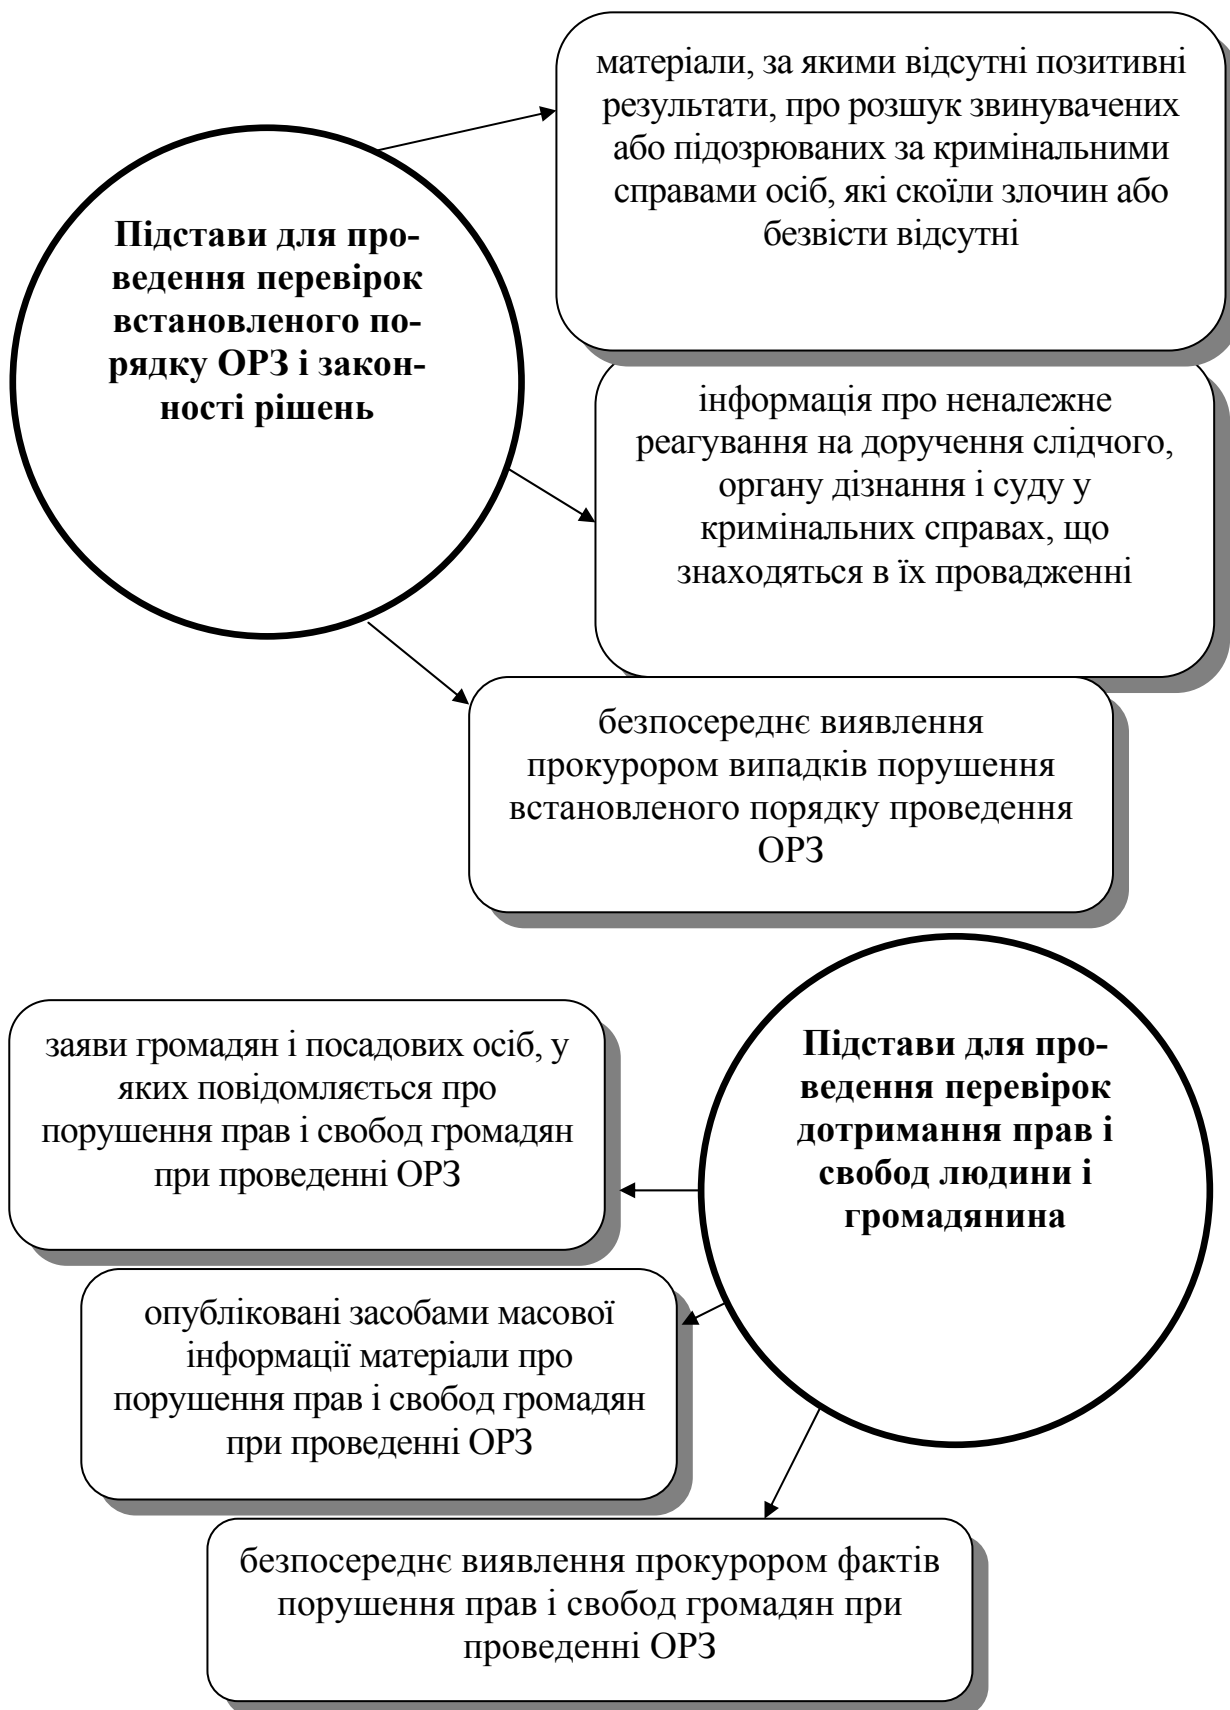 матеріали, за якими відсутні позитивні
результати, про розшук звинувачених
або підозрюваних за кримінальними
справами осіб, які скоїли злочин або
безвісти відсутні
Підстави для про-
ведення перевірок
встановленого по-
рядку ОРЗ і закон-
ності рішень
інформація про неналежне
реагування на доручення слідчого,
органу дізнання і суду у
кримінальних справах, що
знаходяться в їх провадженні
безпосереднє виявлення
прокурором випадків порушення
встановленого порядку проведення
ОРЗ
Підстави для про-
ведення перевірок
дотримання прав і
свобод людини і
громадянина
заяви громадян і посадових осіб, у
яких повідомляється про
порушення прав і свобод громадян
при проведенні ОРЗ
опубліковані засобами масової
інформації матеріали про
порушення прав і свобод громадян
при проведенні ОРЗ
безпосереднє виявлення прокурором фактів
порушення прав і свобод громадян при
проведенні ОРЗ